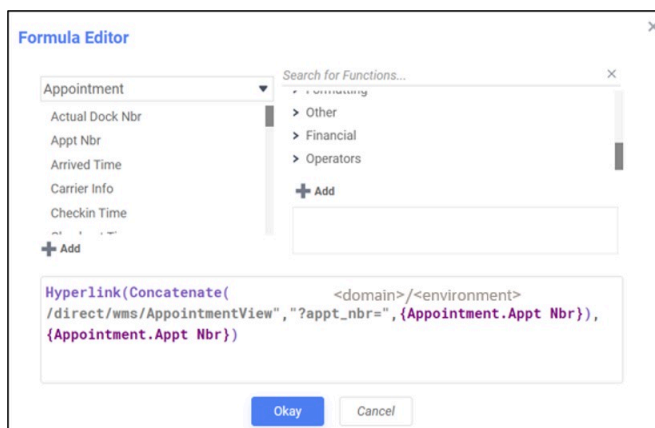 Formula Editor
Search for Functions...
Appointment
Actual Dock Nbr
Appt Nbr
Arrived Time
Carrier Info
Checkin Time
Add
Formatting
Other
Financial
Operators
Add
Hyperlink(Concatenate( <domain>/<environment>
/direct/wms/AppointmentView","?appt_nbr=",{Appointment.Appt Nbr}),
{Appointment.Appt Nbr})
Okay Cancel